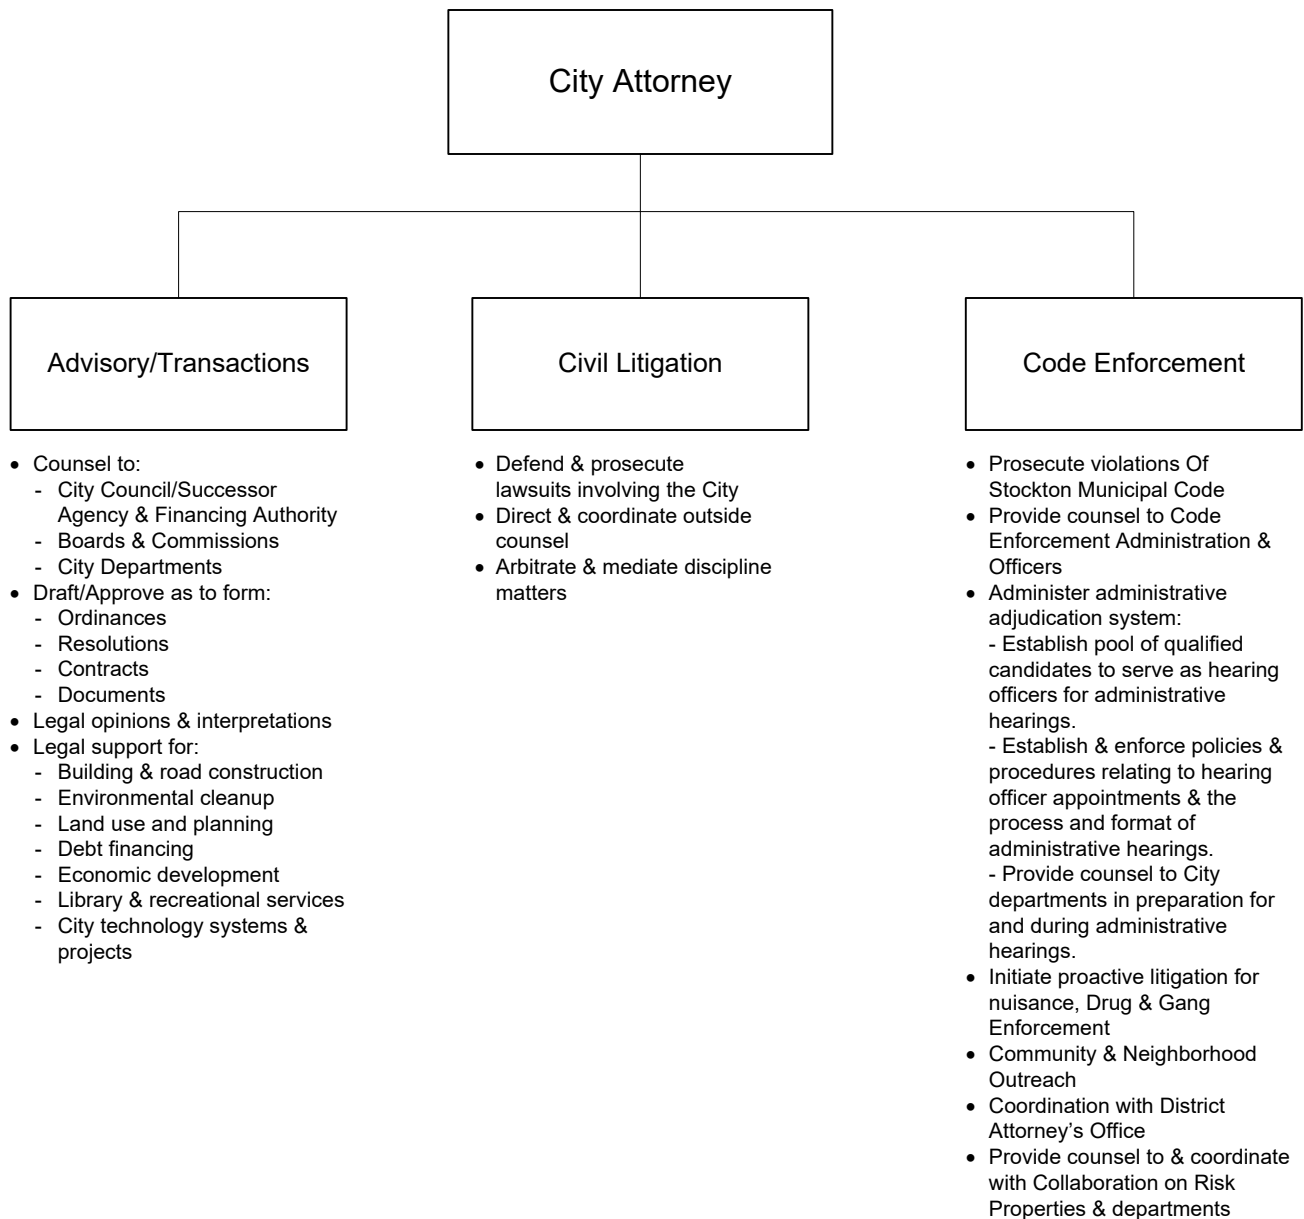 City Attorney
Advisory/Transactions
• Counsel to:
- City Council/Successor
Agency & Financing Authority
- Boards & Commissions
- City Departments
• Draft/Approve as to form:
- Ordinances
- Resolutions
- Contracts
- Documents
• Legal opinions & interpretations
• Legal support for:
- Building & road construction
- Environmental cleanup
- Land use and planning
- Debt financing
- Economic development
- Library & recreational services
- City technology systems &
projects
Civil Litigation
• Defend & prosecute
lawsuits involving the City
• Direct & coordinate outside
counsel
• Arbitrate & mediate discipline
matters
Code Enforcement
• Prosecute violations Of
Stockton Municipal Code
• Provide counsel to Code
Enforcement Administration &
Officers
• Administer administrative
adjudication system:
- Establish pool of qualified
candidates to serve as hearing
officers for administrative
hearings.
- Establish & enforce policies &
procedures relating to hearing
officer appointments & the
process and format of
administrative hearings.
- Provide counsel to City
departments in preparation for
and during administrative
hearings.
• Initiate proactive litigation for
nuisance, Drug & Gang
Enforcement
• Community & Neighborhood
Outreach
• Coordination with District
Attorney’s Office
• Provide counsel to & coordinate
with Collaboration on Risk
Properties & departments